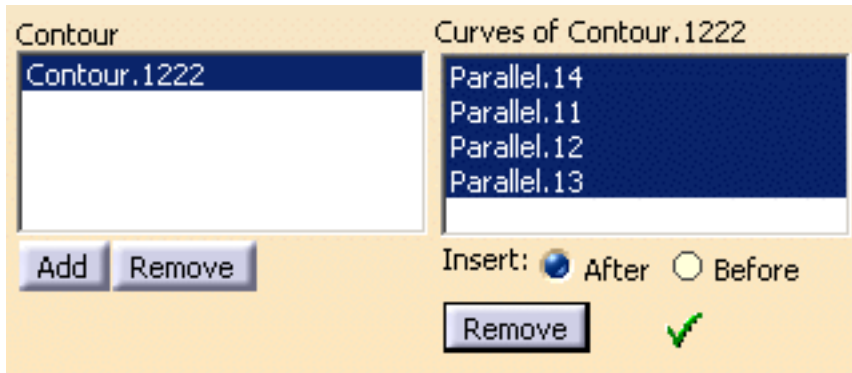 Contour
Contour.1222
Add Remove
Curves of Contour.1222
Parallel.14
Parallel.11
Parallel.12
Parallel.13
Insert: After Before
Remove